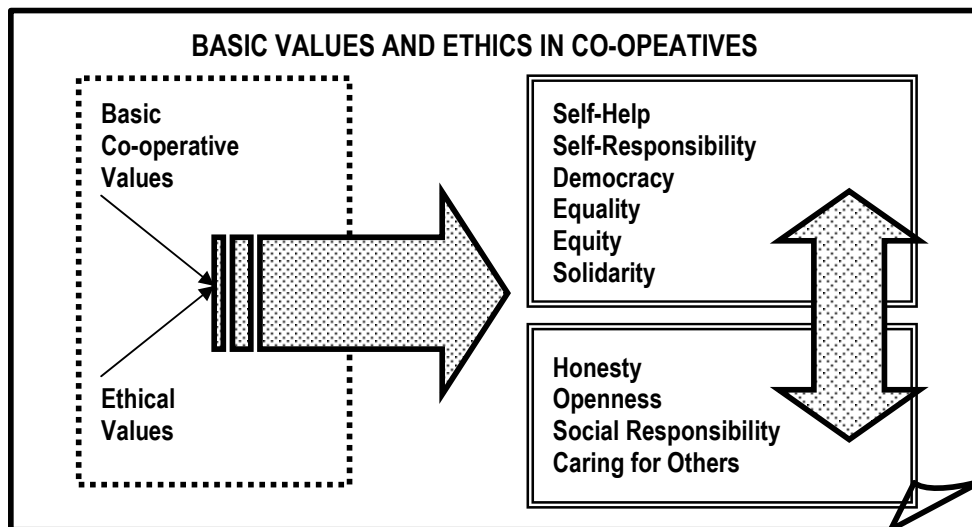 BASIC VALUES AND ETHICS IN CO-OPEATIVES
Basic
Co-operative
Values
Ethical
Values
Self-Help
Self-Responsibility
Democracy
Equality
Equity
Solidarity
Honesty
Openness
Social Responsibility
Caring for Others